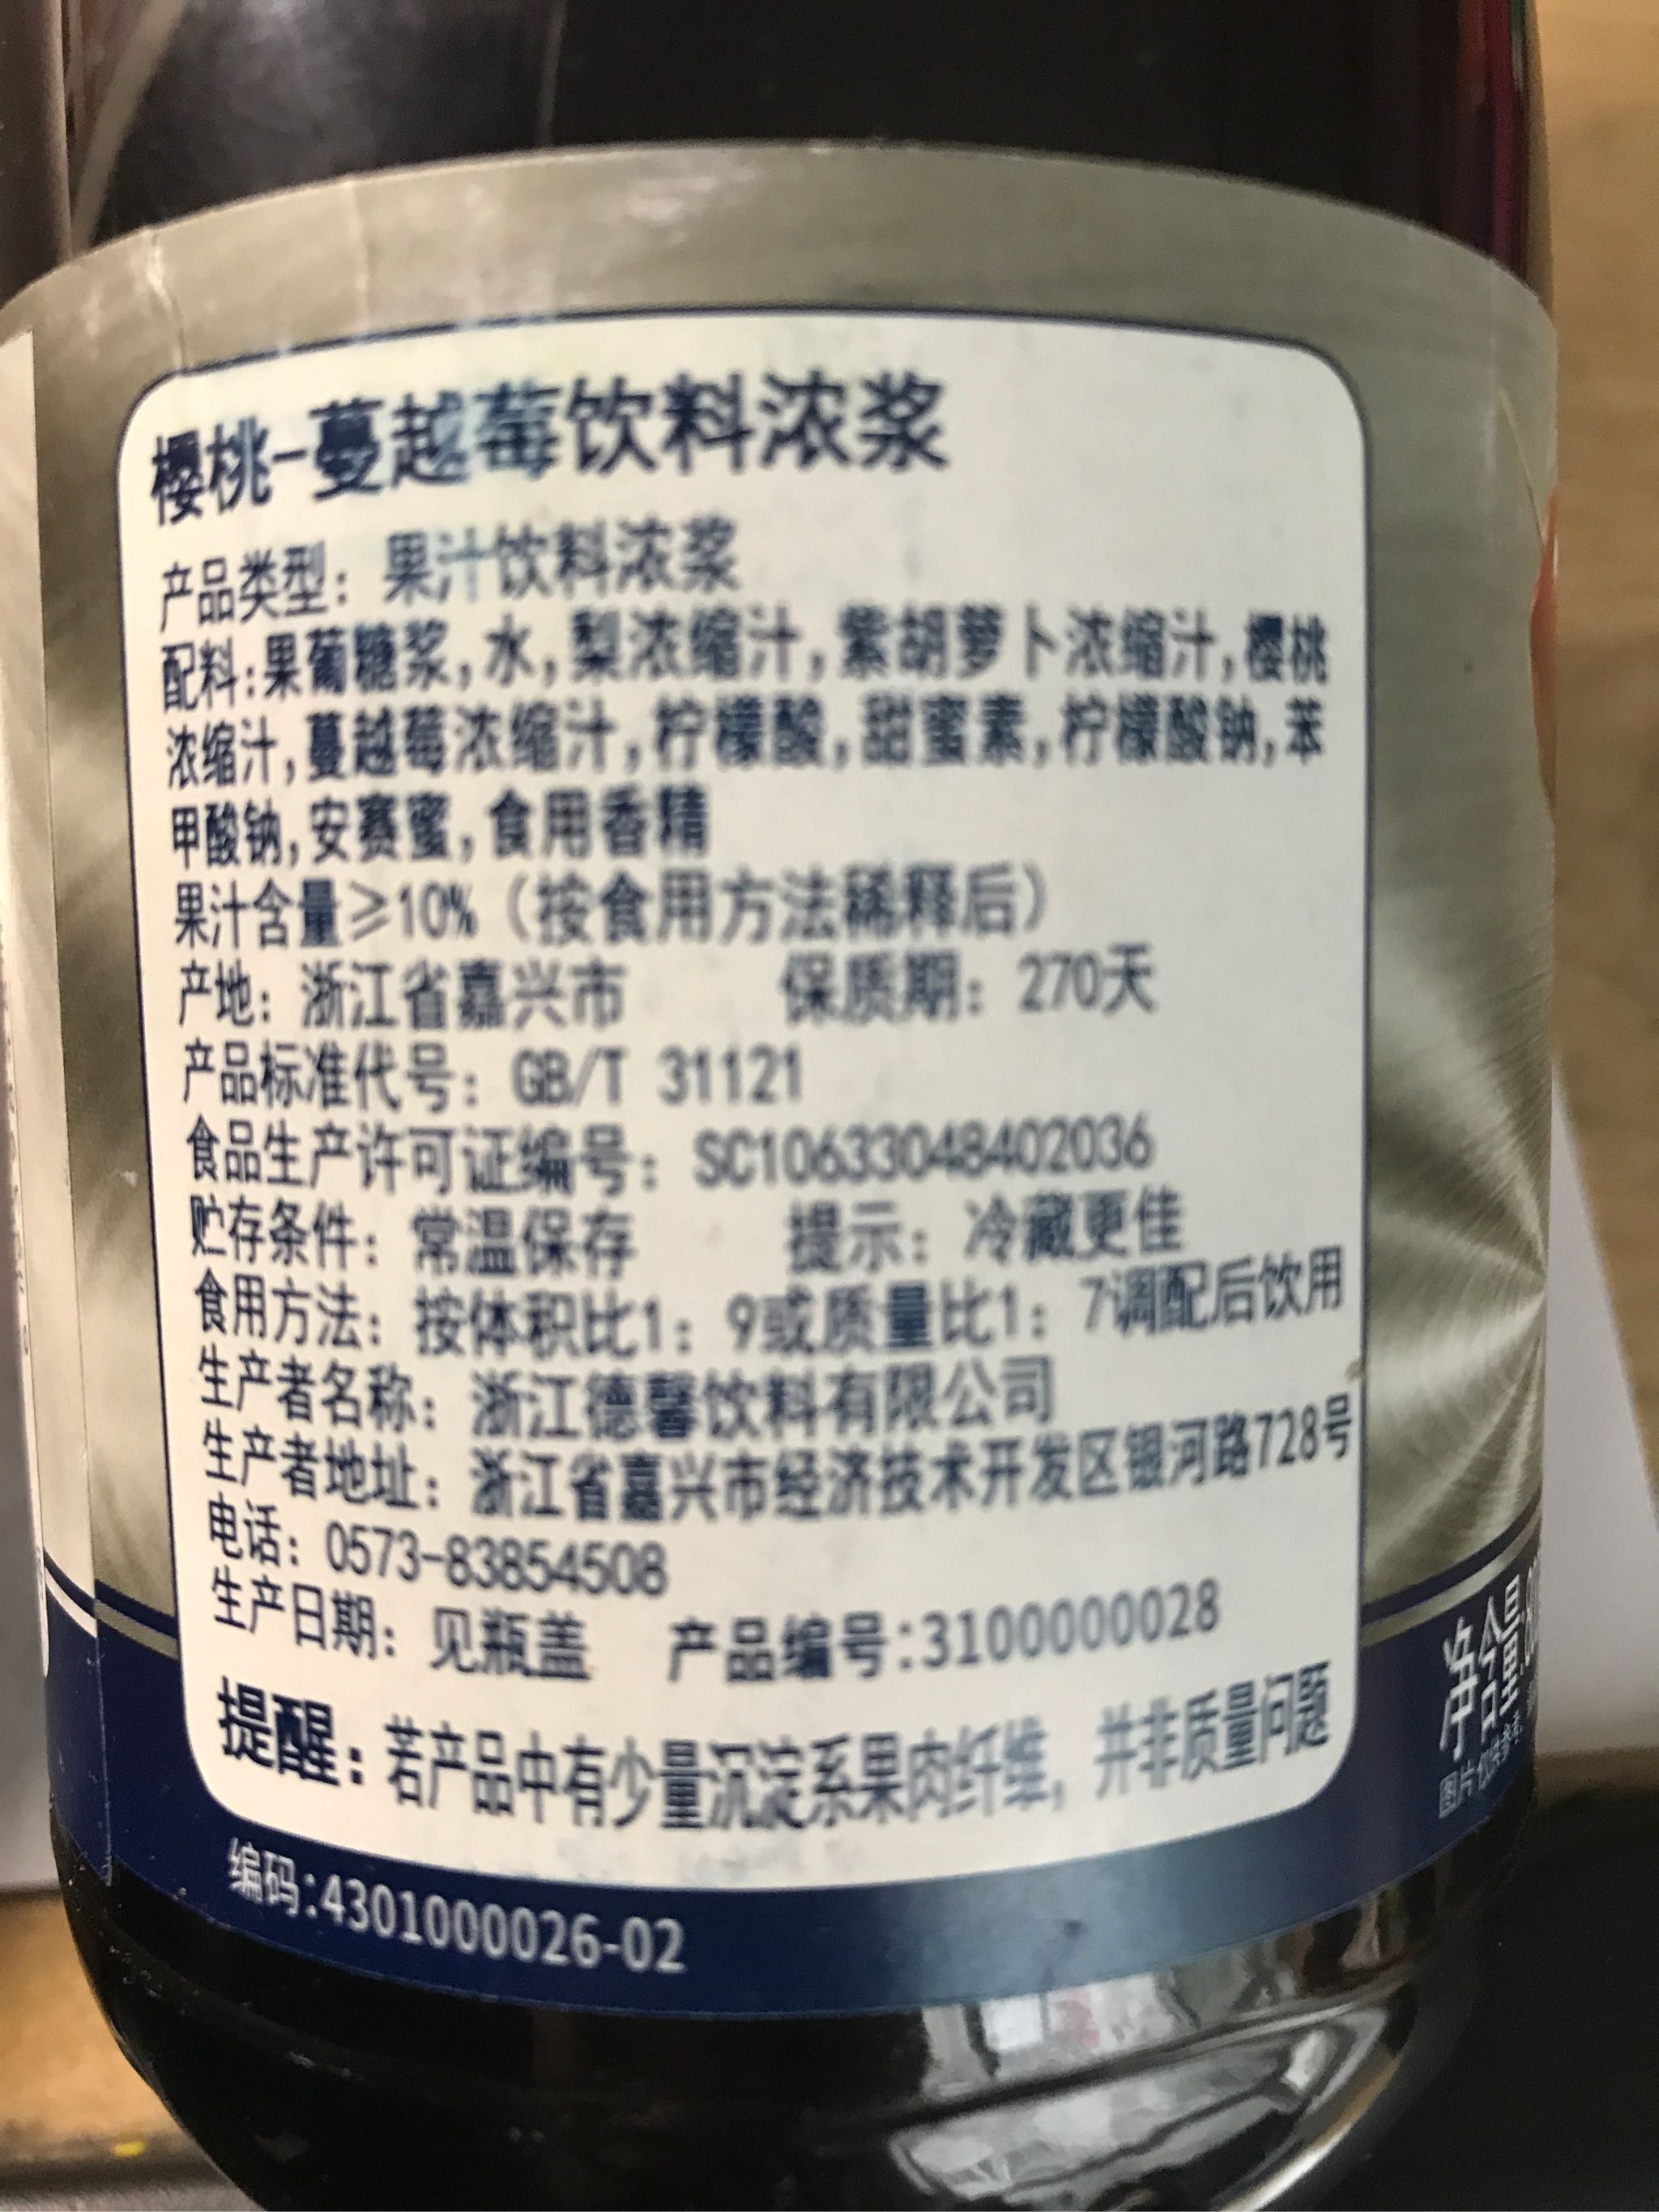 樱桃-蔓越莓饮料浓浆
产品类型：果汁饮料浓浆
配料:果葡糖浆,水,梨浓缩汁,紫胡萝卜浓缩汁,樱桃
浓缩汁,蔓越莓浓缩汁,柠檬酸,甜蜜素,柠檬酸钠,苯
甲酸钠,安赛蜜,食用香精
果汁含量≥10%（按食用方法稀释后）
产地：浙江省嘉兴市 保质期：270天
产品标准代号：GB/T 31121
食品生产许可证编号：SC10633048402036
贮存条件：常温保存 提示：冷藏更佳
食用方法：按体积比1：9或质量比1：7调配后饮用
生产者名称：浙江德馨饮料有限公司
生产者地址：浙江省嘉兴市经济技术开发区银河路728号
电话：0573-83854508
生产日期：见瓶盖 产品编号:3100000028
提醒：若产品中有少量沉淀系果肉纤维，并非质量问题
编码:4301000026-02
净含量
图片仅供参考